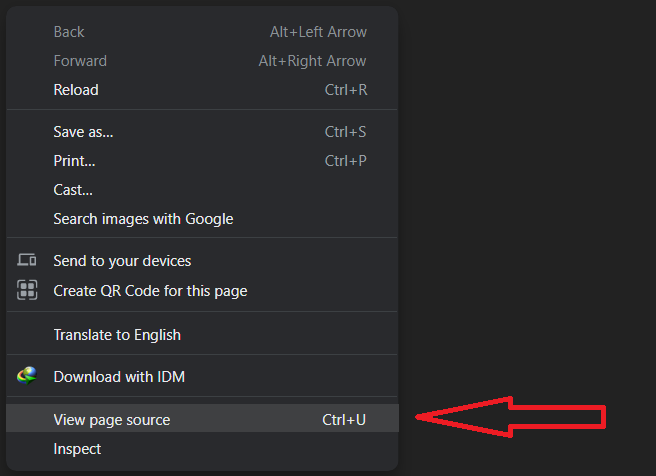 Back Alt+Left Arrow
Forward Alt+Right Arrow
Reload Ctrl+R
Save as... Ctrl+S
Print... Ctrl+P
Cast...
Search images with Google
Send to your devices
Create QR Code for this page
Translate to English
Download with IDM
View page source Ctrl+U
Inspect